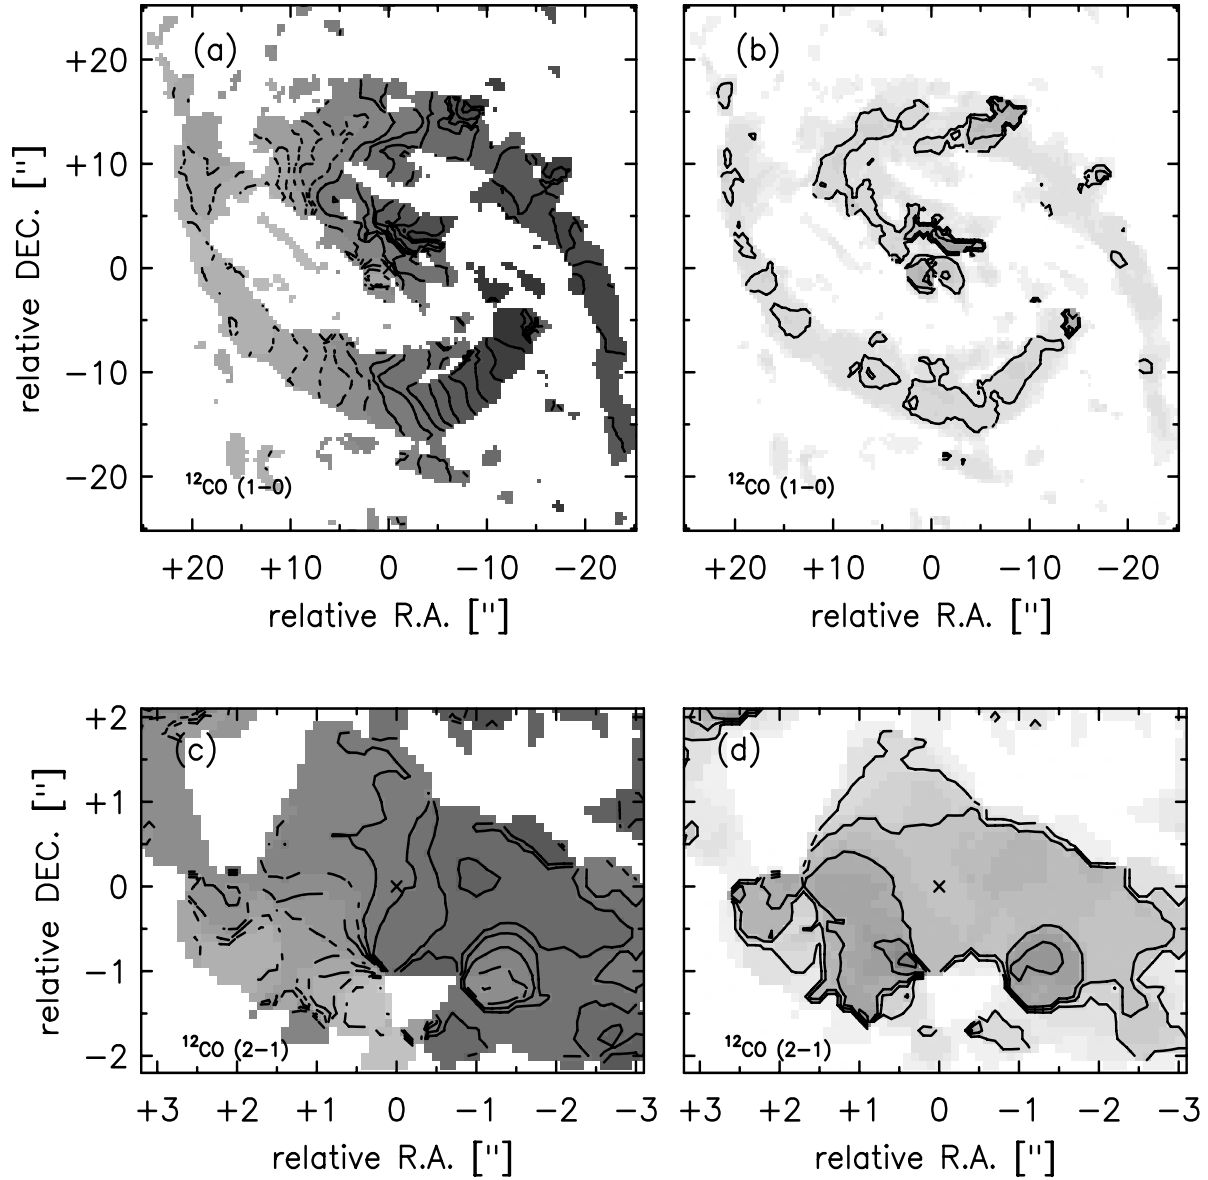 (a)
(b)
+20
+10
0
−10
−20
relative DEC. ["]
¹²CO (1−0)
¹²CO (1−0)
+20 +10 0 −10 −20
+20 +10 0 −10 −20
relative R.A. ["]
relative R.A. ["]
(c)
(d)
+2
+1
0
−1
−2
relative DEC. ["]
¹²CO (2−1)
¹²CO (2−1)
+3 +2 +1 0 −1 −2 −3
+3 +2 +1 0 −1 −2 −3
relative R.A. ["]
relative R.A. ["]